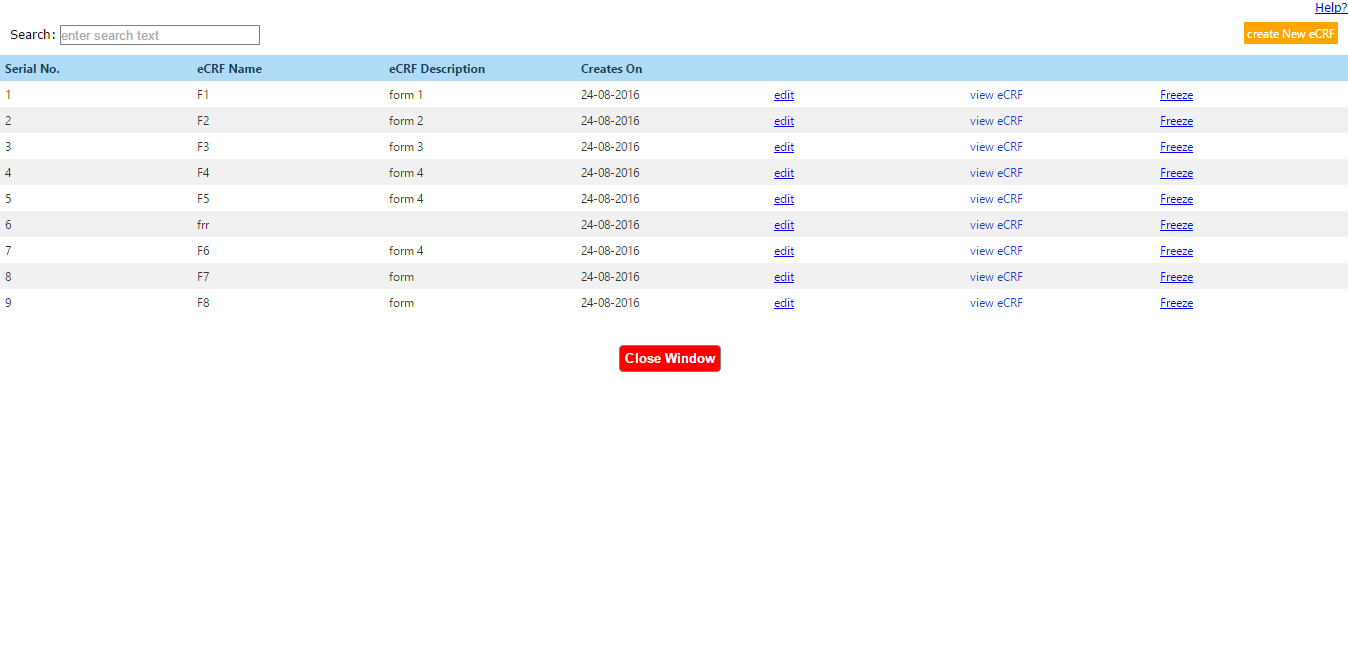 Help?
Search: enter search text create New eCRF
Serial No. eCRF Name eCRF Description Creates On
1 F1 form 1 24-08-2016 edit view eCRF Freeze
2 F2 form 2 24-08-2016 edit view eCRF Freeze
3 F3 form 3 24-08-2016 edit view eCRF Freeze
4 F4 form 4 24-08-2016 edit view eCRF Freeze
5 F5 form 4 24-08-2016 edit view eCRF Freeze
6 frr 24-08-2016 edit view eCRF Freeze
7 F6 form 4 24-08-2016 edit view eCRF Freeze
8 F7 form 24-08-2016 edit view eCRF Freeze
9 F8 form 24-08-2016 edit view eCRF Freeze
Close Window